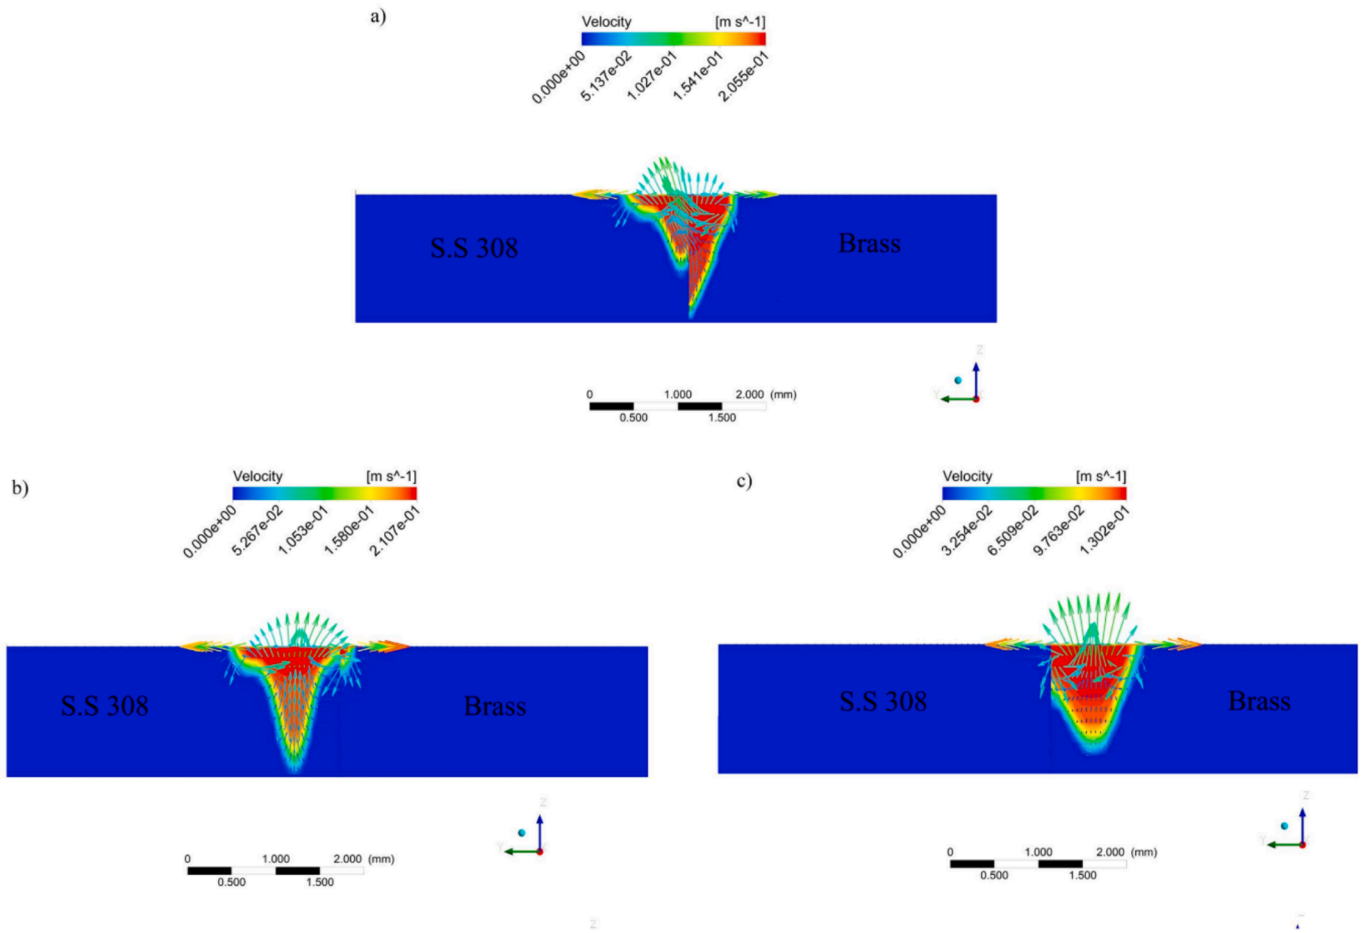 a)
Velocity [m s^-1]
0.000e+00 5.137e-02 1.027e-01 1.541e-01 2.055e-01
S.S 308 Brass
Z
Y
0 1.000 2.000 (mm)
0.500 1.500
b)
Velocity [m s^-1]
0.000e+00 5.267e-02 1.053e-01 1.580e-01 2.107e-01
S.S 308 Brass
Z
Y
0 1.000 2.000 (mm)
0.500 1.500
Z
c)
Velocity [m s^-1]
0.000e+00 3.254e-02 6.509e-02 9.763e-02 1.302e-01
S.S 308 Brass
Z
Y
0 1.000 2.000 (mm)
0.500 1.500